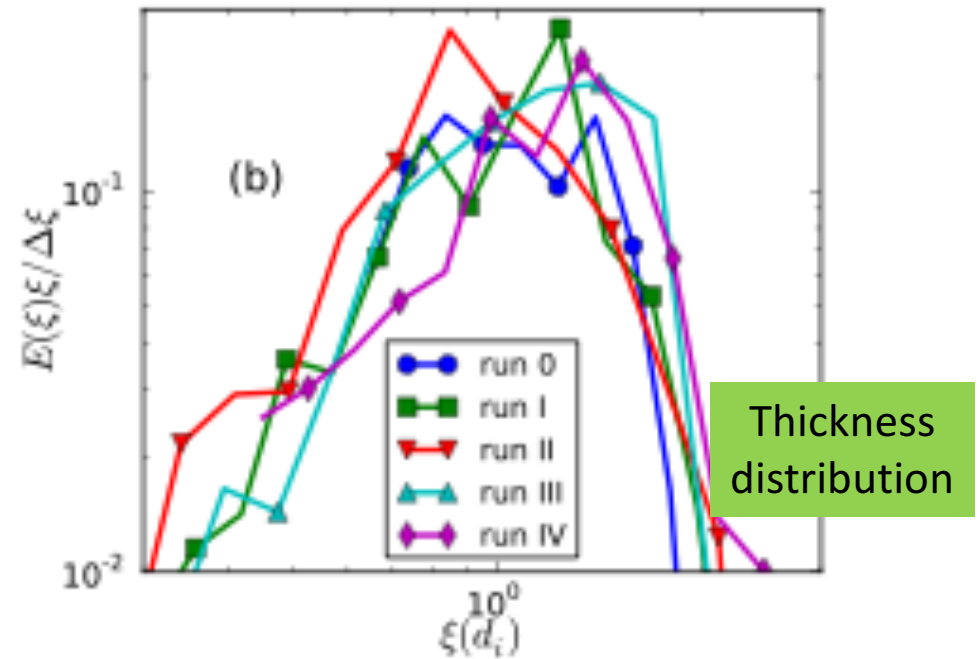 (b)
E(ξ)ξ/Δξ
10⁻¹
10⁻²
run 0
run I
run II
run III
run IV
Thickness
distribution
10⁰
ξ(dᵢ)